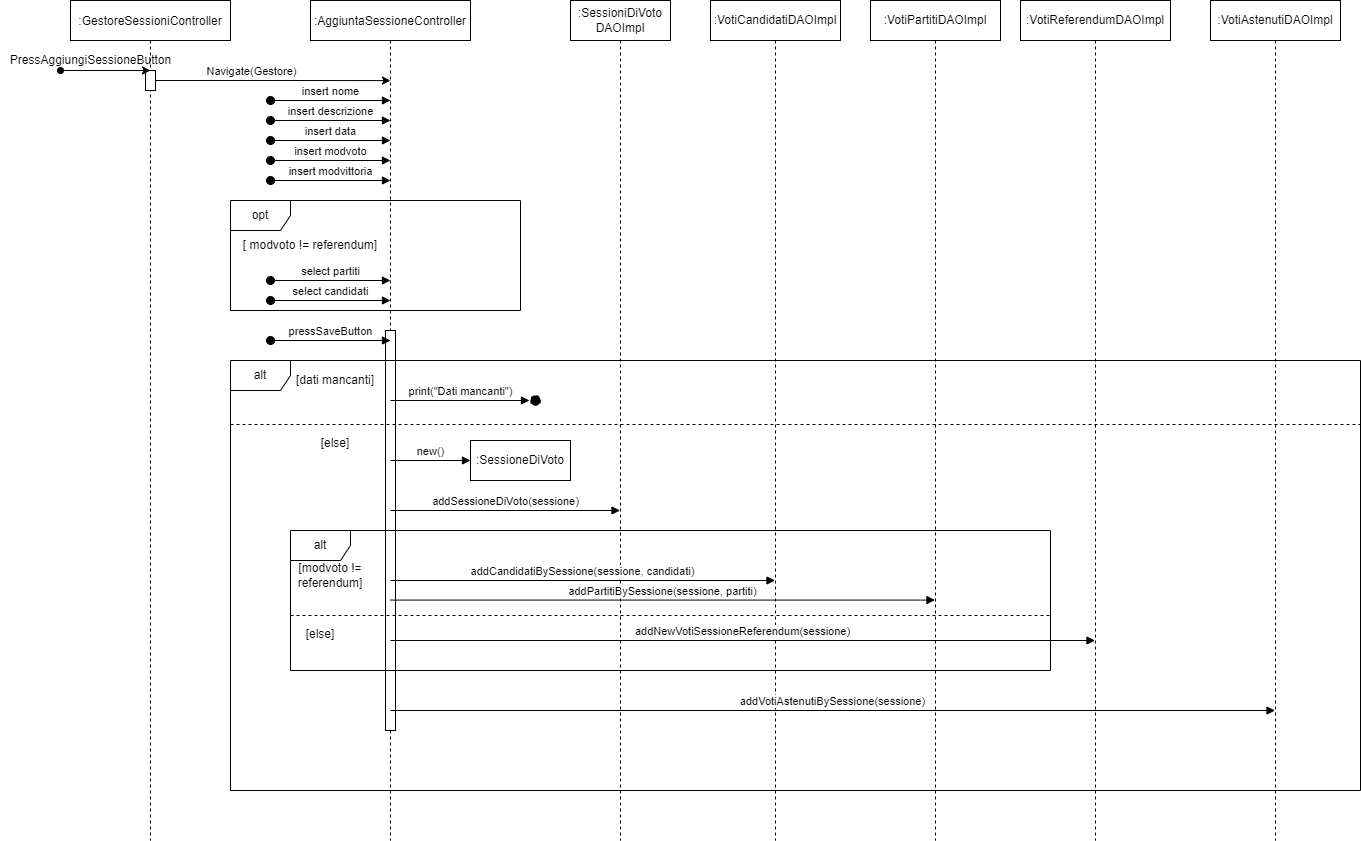 :GestoreSessioniController
:AggiuntaSessioneController
:SessioniDiVoto
DAOImpl
:VotiCandidatiDAOImpl
:VotiPartitiDAOImpl
:VotiReferendumDAOImpl
:VotiAstenutiDAOImpl
PressAggiungiSessioneButton
Navigate(Gestore)
insert nome
insert descrizione
insert data
insert modvoto
insert modvittoria
opt
[ modvoto != referendum]
select partiti
select candidati
pressSaveButton
alt
[dati mancanti]
print("Dati mancanti")
[else]
new()
:SessioneDiVoto
addSessioneDiVoto(sessione)
alt
[modvoto !=
referendum]
addCandidatiBySessione(sessione, candidati)
addPartitiBySessione(sessione, partiti)
[else]
addNewVotiSessioneReferendum(sessione)
addVotiAstenutiBySessione(sessione)